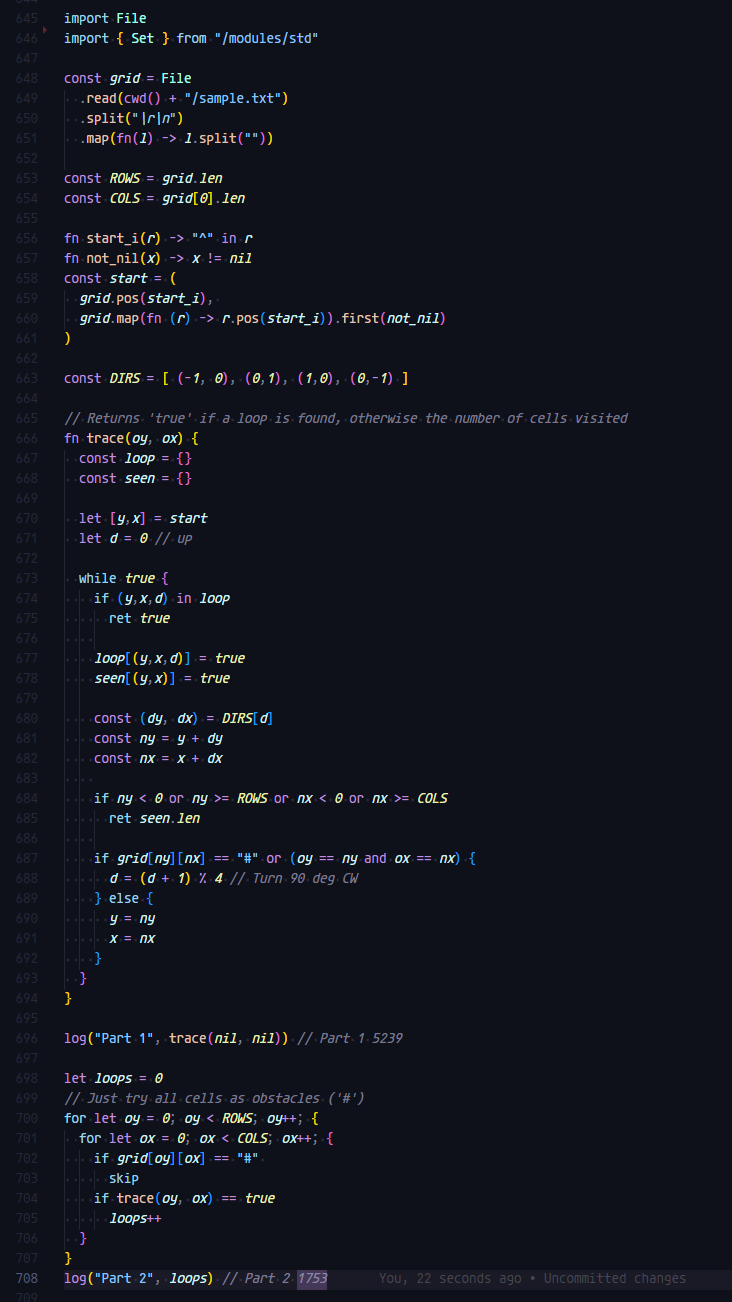 645 import File
646 import { Set } from "/modules/std"
647
648 const grid = File
649 .read(cwd() + "/sample.txt")
650 .split("\r\n")
651 .map(fn(l) -> l.split(""))
652
653 const ROWS = grid.len
654 const COLS = grid[0].len
655
656 fn start_i(r) -> "^" in r
657 fn not_nil(x) -> x != nil
658 const start = (
659 grid.pos(start_i),
660 grid.map(fn (r) -> r.pos(start_i)).first(not_nil)
661 )
662
663 const DIRS = [ (-1, 0), (0,1), (1,0), (0,-1) ]
664
665 // Returns 'true' if a loop is found, otherwise the number of cells visited
666 fn trace(oy, ox) {
667 const loop = {}
668 const seen = {}
669
670 let [y,x] = start
671 let d = 0 // up
672
673 while true {
674 if (y,x,d) in loop
675 ret true
676
677 loop[(y,x,d)] = true
678 seen[(y,x)] = true
679
680 const (dy, dx) = DIRS[d]
681 const ny = y + dy
682 const nx = x + dx
683
684 if ny < 0 or ny >= ROWS or nx < 0 or nx >= COLS
685 ret seen.len
686
687 if grid[ny][nx] == "#" or (oy == ny and ox == nx) {
688 d = (d + 1) % 4 // Turn 90 deg CW
689 } else {
690 y = ny
691 x = nx
692 }
693 }
694 }
695
696 log("Part 1", trace(nil, nil)) // Part 1 5239
697
698 let loops = 0
699 // Just try all cells as obstacles ('#')
700 for let oy = 0; oy < ROWS; oy++; {
701 for let ox = 0; ox < COLS; ox++; {
702 if grid[oy][ox] == "#"
703 skip
704 if trace(oy, ox) == true
705 loops++
706 }
707 }
708 log("Part 2", loops) // Part 2 1753 You, 22 seconds ago • Uncommitted changes
709